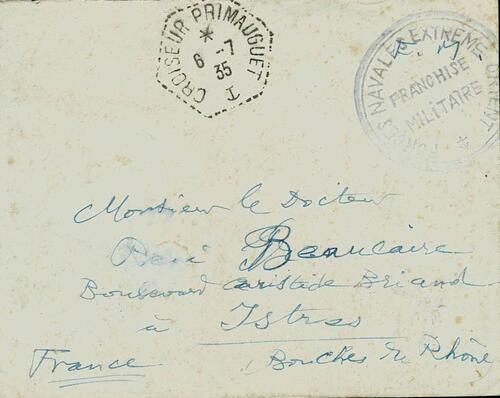 CROISEUR PRIMAUGUET
*
6 -7
35
FORCES NAVALES EXTREME ORIENT
F. M.
FRANCHISE
MILITAIRE
*
Monsieur le Docteur
Beaucaire
Boulevard Aristide Briand
à Istres
France Bouches du Rhône